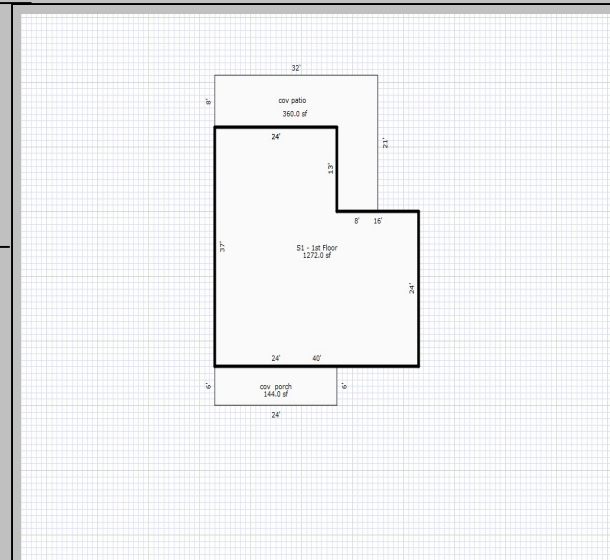 32'
8'
cov patio
360.0 sf
24'
13'
21'
8'
16'
37'
S1 - 1st Floor
1272.0 sf
24'
24'
40'
6'
cov porch
144.0 sf
6'
24'